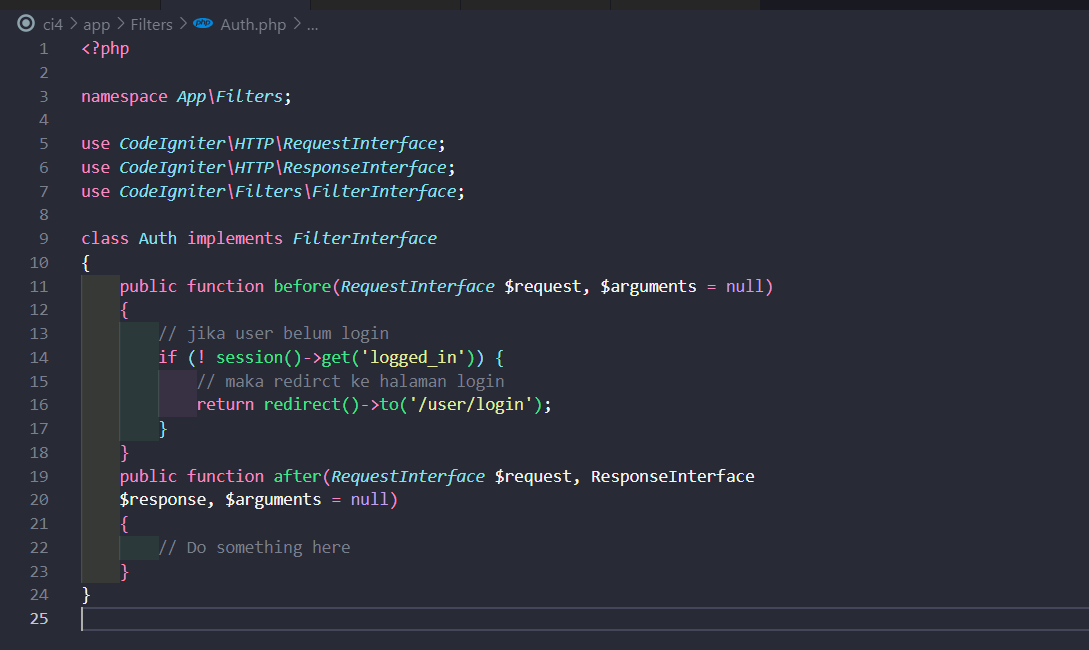 ci4 > app > Filters > php Auth.php > ...
1 <?php
2
3 namespace App\Filters;
4
5 use CodeIgniter\HTTP\RequestInterface;
6 use CodeIgniter\HTTP\ResponseInterface;
7 use CodeIgniter\Filters\FilterInterface;
8
9 class Auth implements FilterInterface
10 {
11     public function before(RequestInterface $request, $arguments = null)
12     {
13         // jika user belum login
14         if (! session()->get('logged_in')) {
15             // maka redirct ke halaman login
16             return redirect()->to('/user/login');
17         }
18     }
19     public function after(RequestInterface $request, ResponseInterface
20     $response, $arguments = null)
21     {
22         // Do something here
23     }
24 }
25